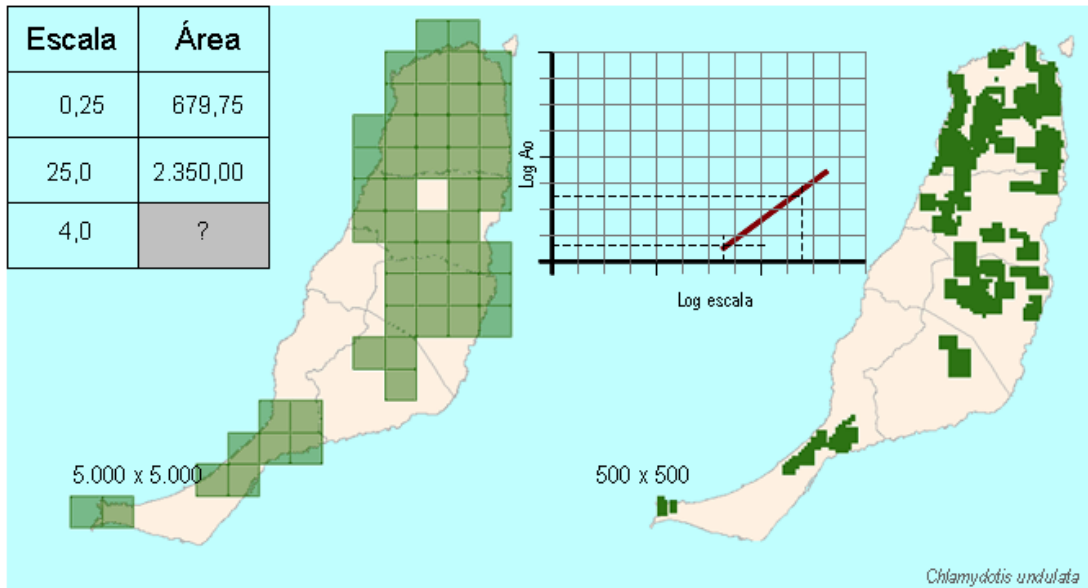 Escala Área
0,25 679,75
25,0 2.350,00
4,0 ?
Log Ao
Log escala
5.000 x 5.000
500 x 500
Chlamydotis undulata